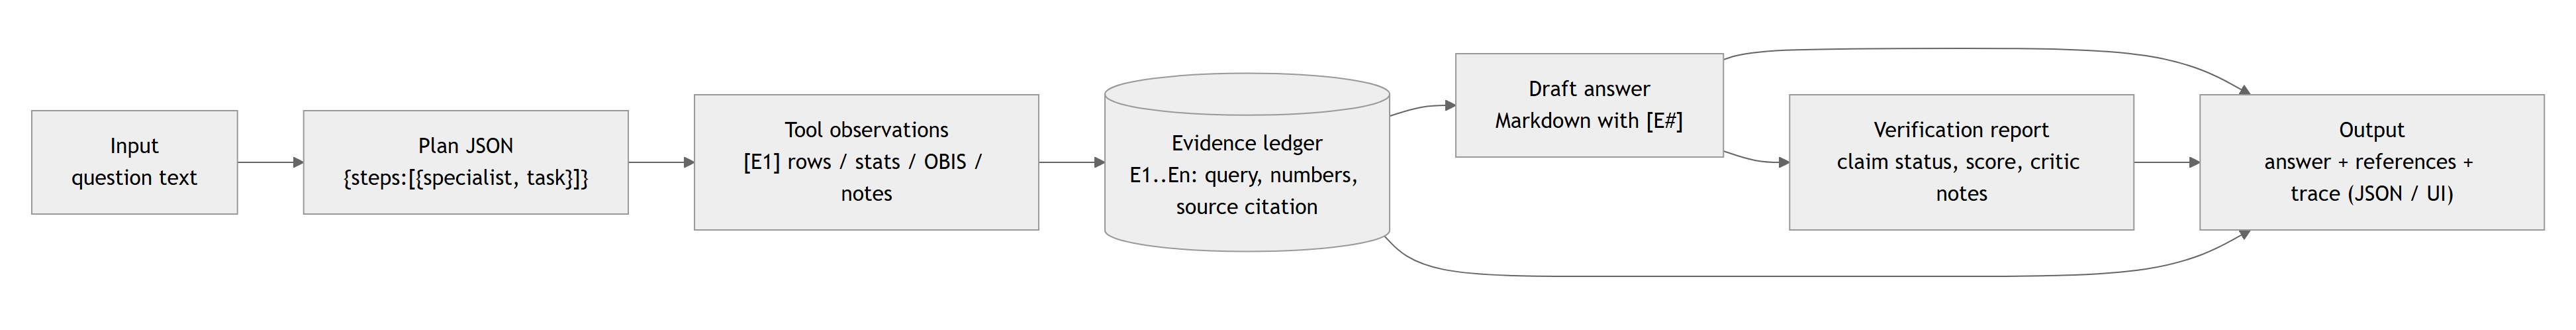 Input
question text
Plan JSON
{steps:[{specialist, task}]}
Tool observations
[E1] rows / stats / OBIS /
notes
Evidence ledger
E1..En: query, numbers,
source citation
Draft answer
Markdown with [E#]
Verification report
claim status, score, critic
notes
Output
answer + references +
trace (JSON / UI)